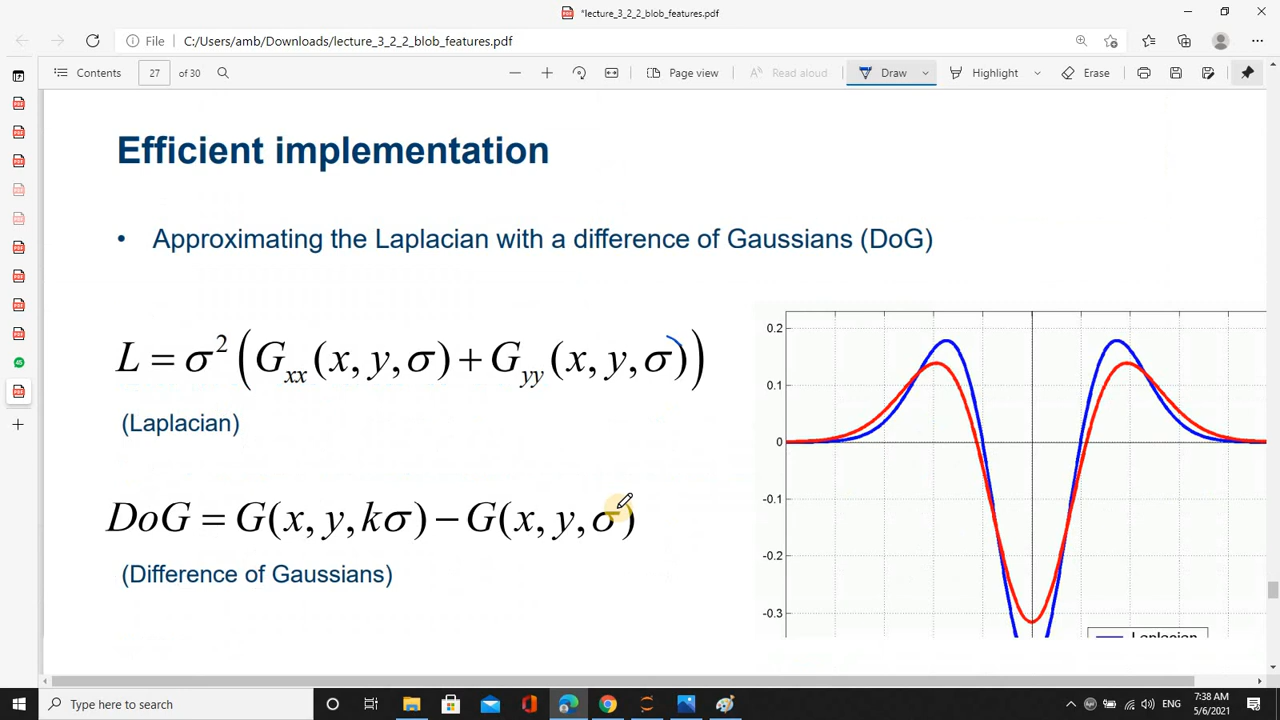 *lecture_3_2_2_blob_features.pdf
File C:/Users/amb/Downloads/lecture_3_2_2_blob_features.pdf
Contents 27 of 30 Page view Read aloud Draw Highlight Erase
Efficient implementation
• Approximating the Laplacian with a difference of Gaussians (DoG)
L = σ² (G_xx (x, y, σ) + G_yy (x, y, σ))
(Laplacian)
DoG = G(x, y, kσ) − G(x, y, σ)
(Difference of Gaussians)
0.2
0.1
0
-0.1
-0.2
-0.3
Laplacian
Type here to search
ENG
7:38 AM
5/6/2021